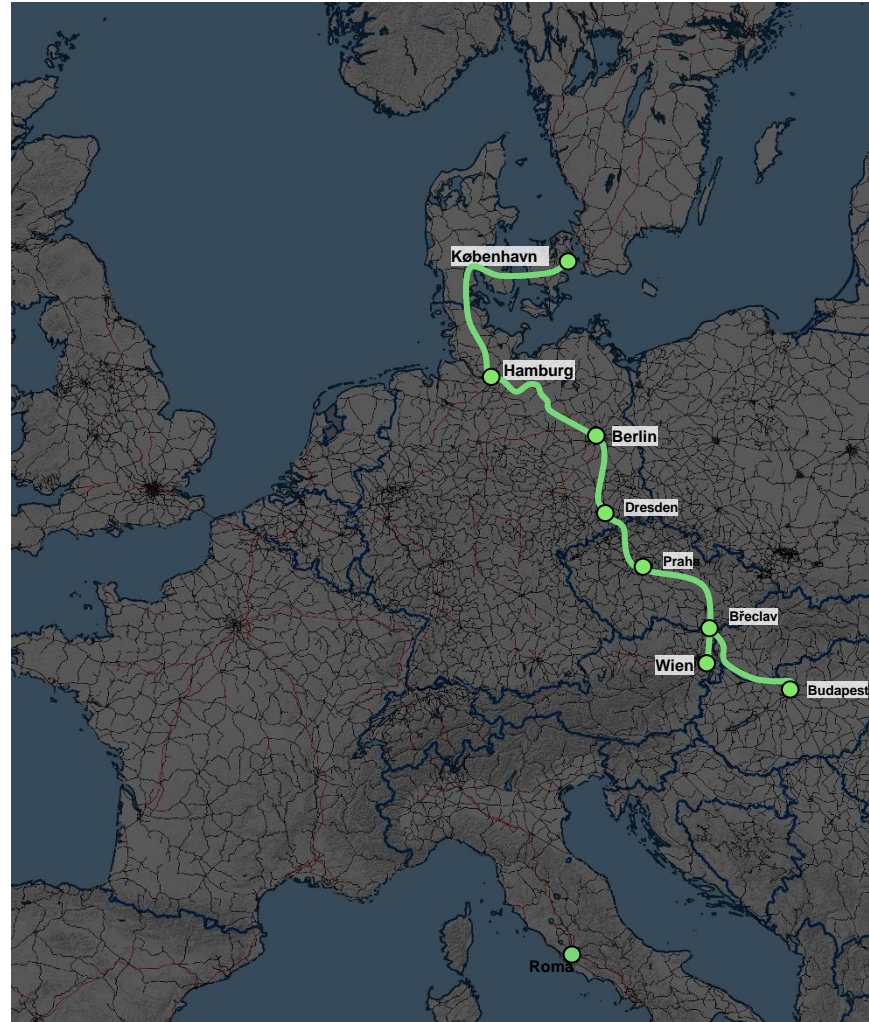 København
Hamburg
Berlin
Dresden
Praha
Břeclav
Wien
Budapest
Roma